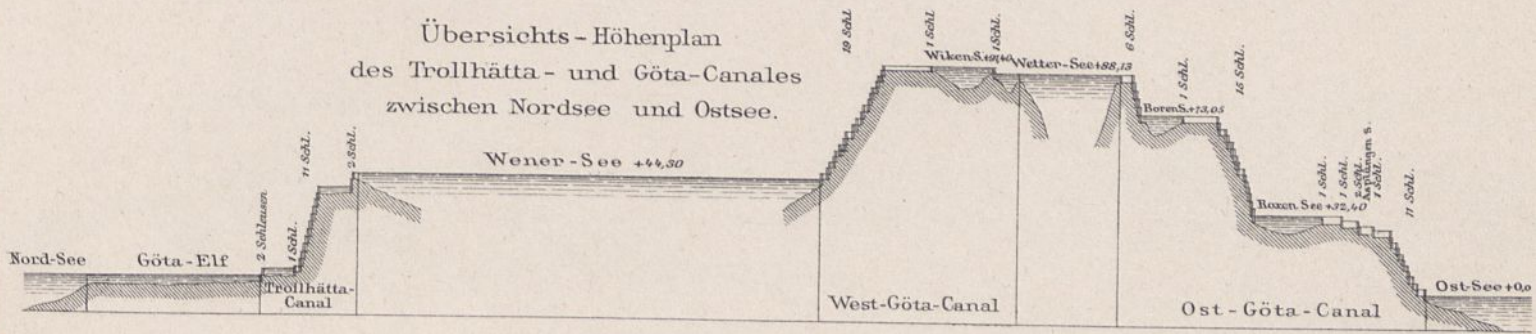 Übersichts-Höhenplan
des Trollhätta- und Göta-Canales
zwischen Nordsee und Ostsee.
Nord-See
Göta-Elf
2 Schleusen
1 Schl.
11 Schl.
2 Schl.
Trollhätta-
Canal
Wener-See +44,30
19 Schl
1 Schl
Wiken S.
1 Schl.
Wetter-See +88,13
6 Schl.
Boren S. +73,05
1 Schl.
15 Schl.
Roxen See +32,40
1 Schl.
1 Schl.
2 Schl.
1 Schl.
11 Schl.
Ost-See +0,0
West-Göta-Canal
Ost-Göta-Canal